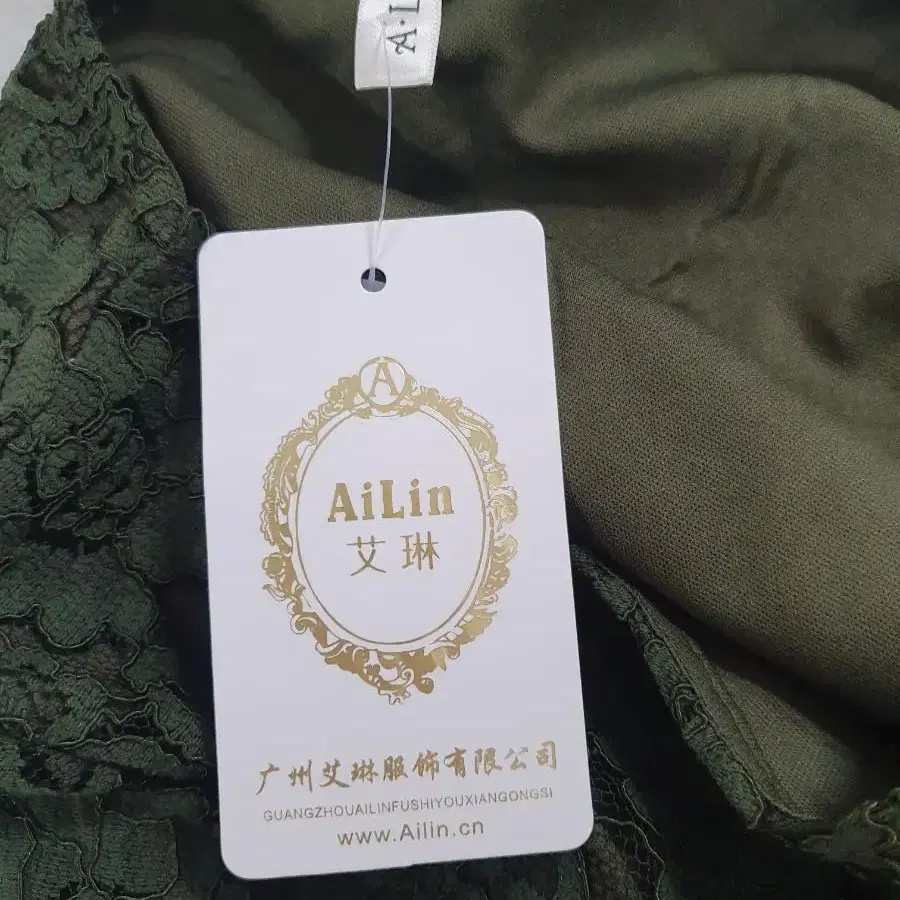 A·L
A
AiLin
艾琳
广州艾琳服饰有限公司
GUANGZHOUAILINFUSHIYOUXIANGONGSI
www.Ailin.cn